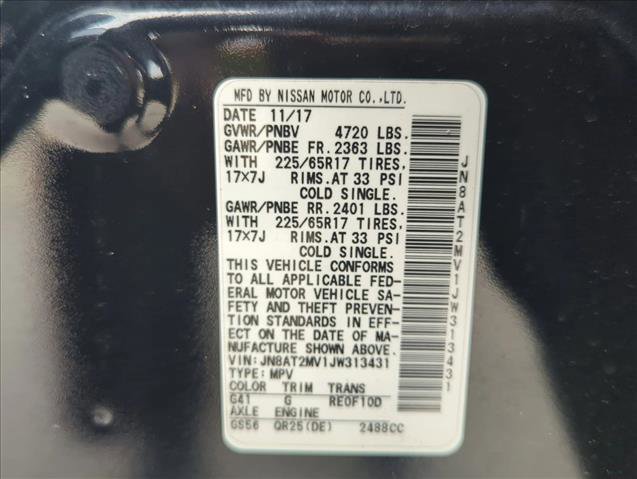 MFD BY NISSAN MOTOR CO.,LTD.
DATE 11/17
GVWR/PNBV 4720 LBS.
GAWR/PNBE FR. 2363 LBS.
WITH 225/65R17 TIRES,
17×7J RIMS.AT 33 PSI
COLD SINGLE.
GAWR/PNBE RR. 2401 LBS.
WITH 225/65R17 TIRES,
17×7J RIMS.AT 33 PSI
COLD SINGLE.
THIS VEHICLE CONFORMS
TO ALL APPLICABLE FED-
ERAL MOTOR VEHICLE SA-
FETY AND THEFT PREVEN-
TION STANDARDS IN EFF-
ECT ON THE DATE OF MA-
NUFACTURE SHOWN ABOVE.
VIN:JN8AT2MV1JW313431
TYPE:MPV
COLOR TRIM TRANS
G41 G RE0F10D
AXLE ENGINE
GS56 QR25(DE) 2488CC
JN8AT2MV1JW313431